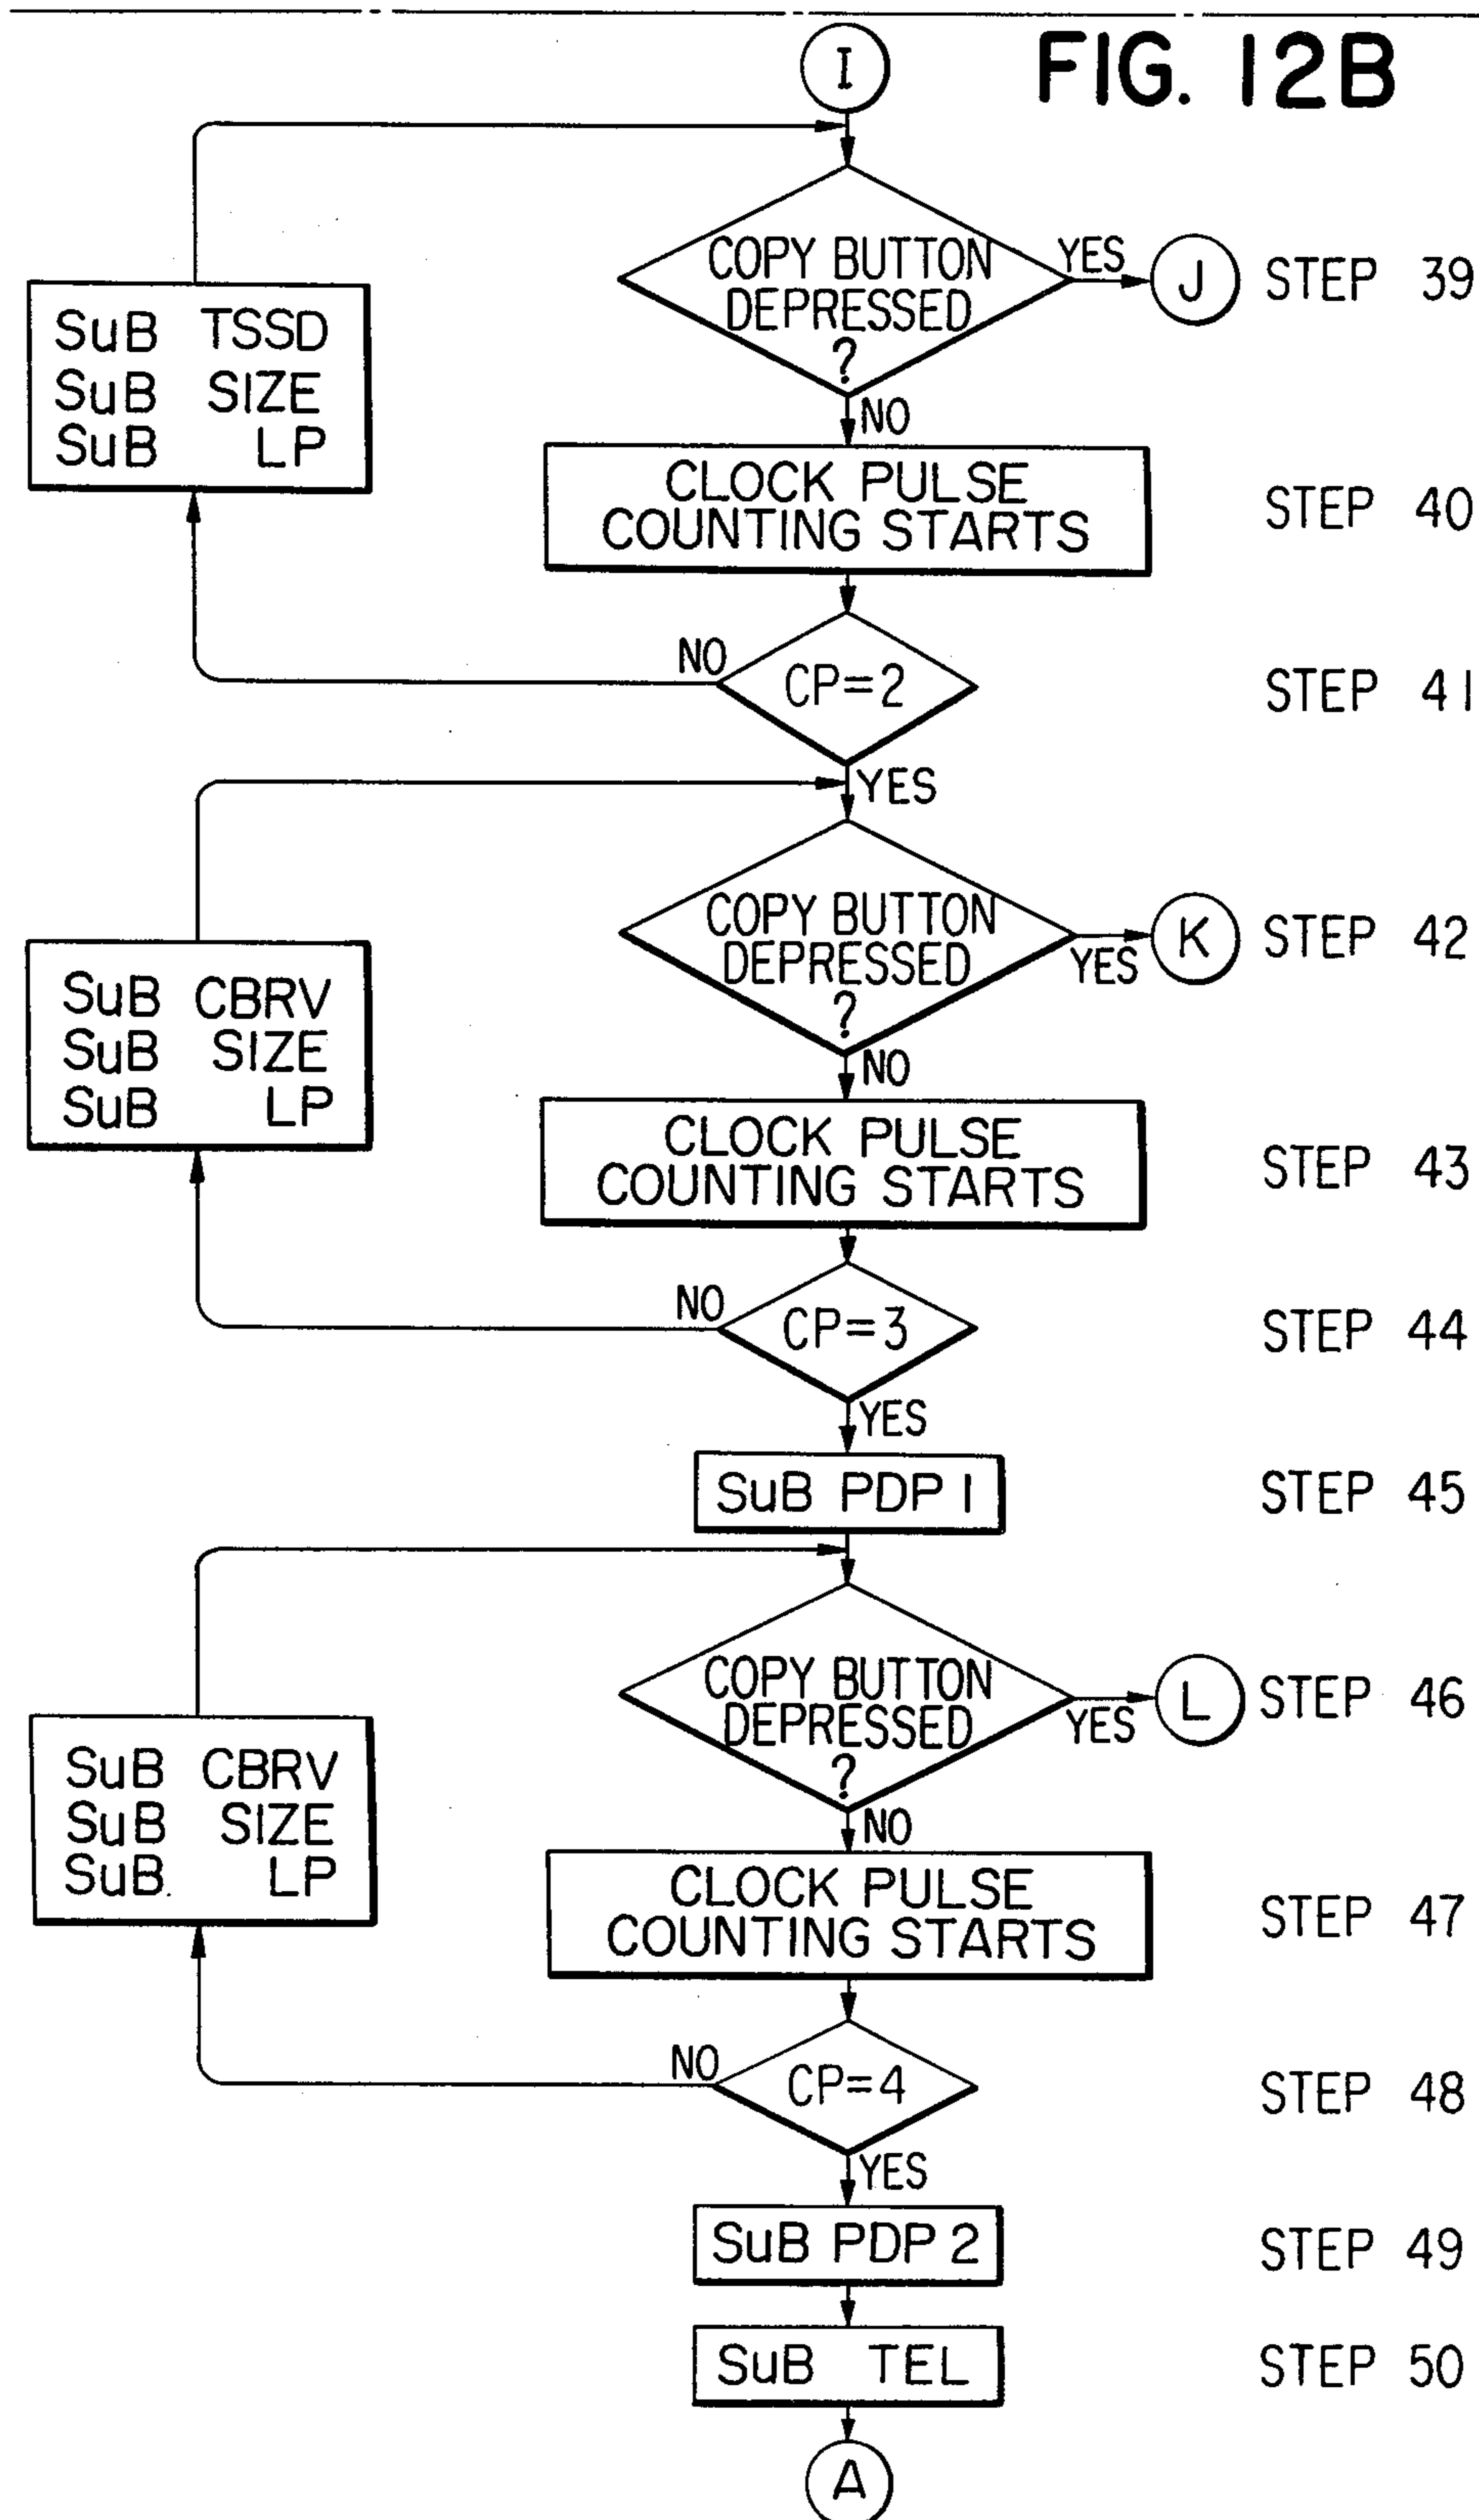 I
FIG. 12B
COPY BUTTON
DEPRESSED
?
YES
J
STEP 39
NO
SuB TSSD
SuB SIZE
SuB LP
CLOCK PULSE
COUNTING STARTS
STEP 40
NO
CP=2
STEP 41
YES
COPY BUTTON
DEPRESSED
?
YES
K
STEP 42
NO
SuB CBRV
SuB SIZE
SuB LP
CLOCK PULSE
COUNTING STARTS
STEP 43
NO
CP=3
STEP 44
YES
SuB PDP 1
STEP 45
COPY BUTTON
DEPRESSED
?
YES
L
STEP 46
NO
SuB CBRV
SuB SIZE
SuB. LP
CLOCK PULSE
COUNTING STARTS
STEP 47
NO
CP=4
STEP 48
YES
SuB PDP 2
STEP 49
SuB TEL
STEP 50
A